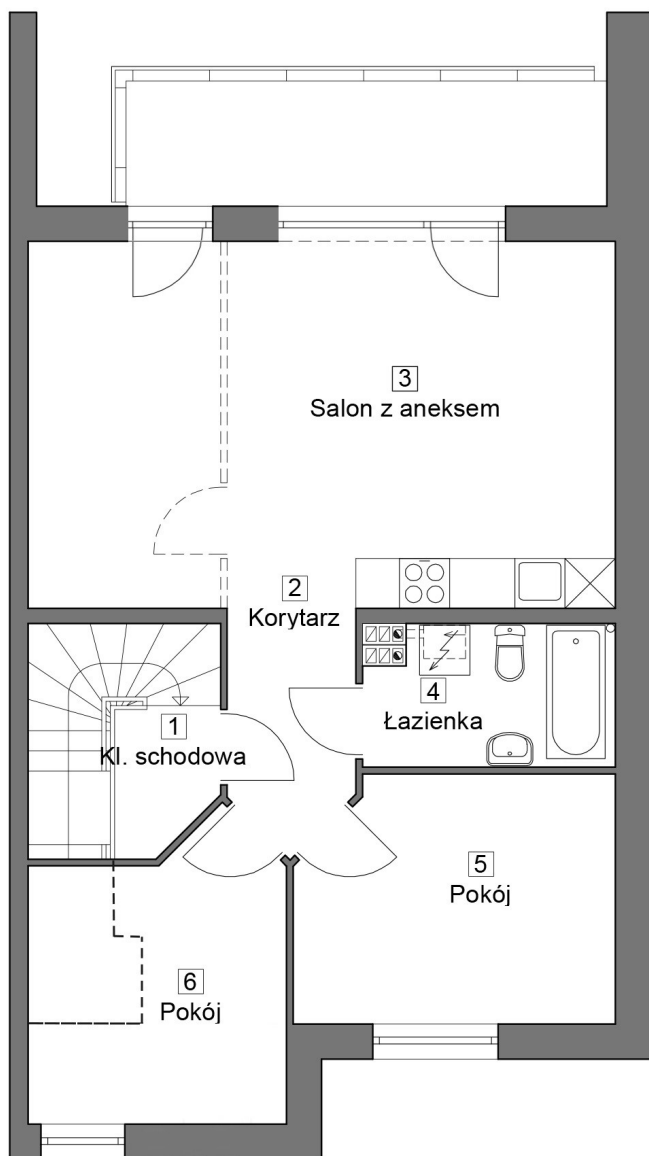 3
Salon z aneksem
2
Korytarz
4
Łazienka
1
Kl. schodowa
5
Pokój
6
Pokój